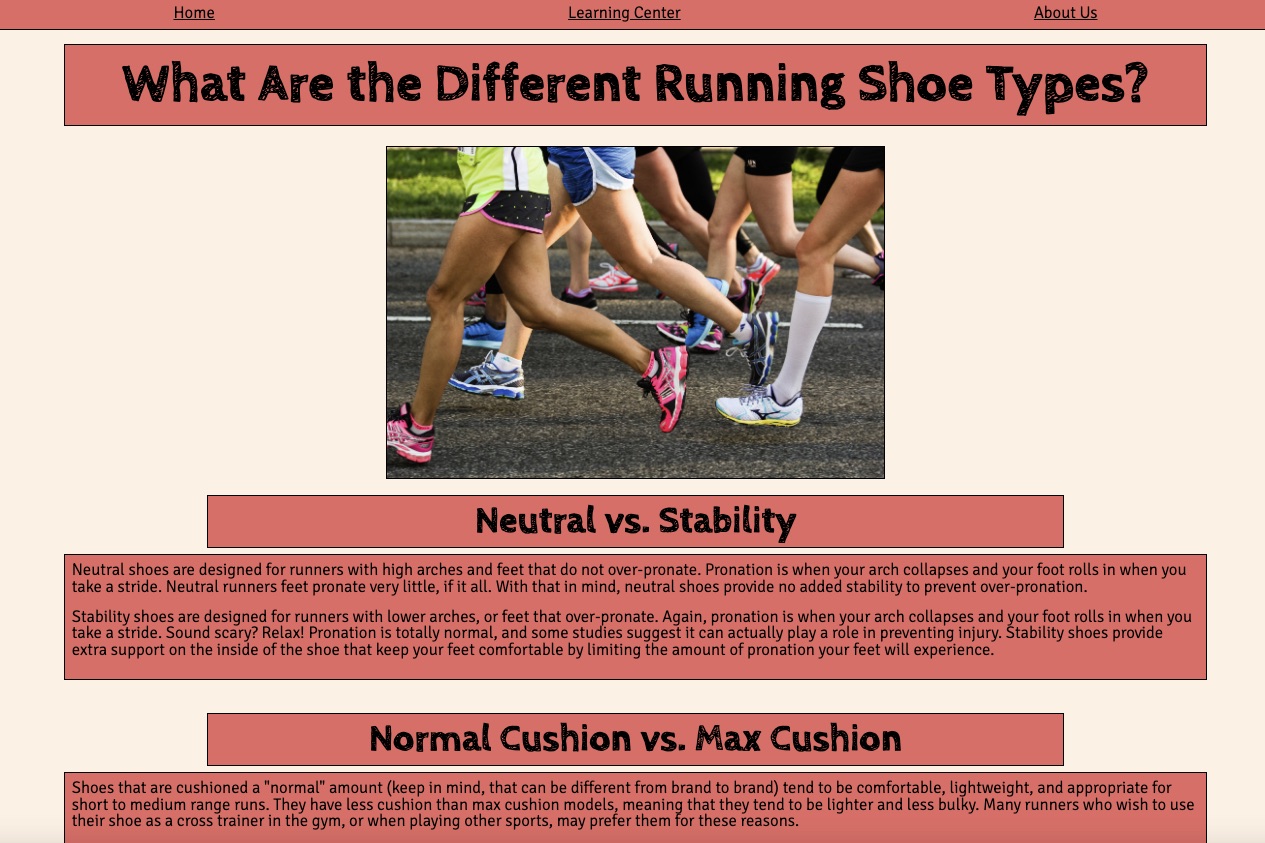 Home Learning Center About Us
What Are the Different Running Shoe Types?
Neutral vs. Stability
Neutral shoes are designed for runners with high arches and feet that do not over-pronate. Pronation is when your arch collapses and your foot rolls in when you
take a stride. Neutral runners feet pronate very little, if it all. With that in mind, neutral shoes provide no added stability to prevent over-pronation.
Stability shoes are designed for runners with lower arches, or feet that over-pronate. Again, pronation is when your arch collapses and your foot rolls in when you
take a stride. Sound scary? Relax! Pronation is totally normal, and some studies suggest it can actually play a role in preventing injury. Stability shoes provide
extra support on the inside of the shoe that keep your feet comfortable by limiting the amount of pronation your feet will experience.
Normal Cushion vs. Max Cushion
Shoes that are cushioned a "normal" amount (keep in mind, that can be different from brand to brand) tend to be comfortable, lightweight, and appropriate for
short to medium range runs. They have less cushion than max cushion models, meaning that they tend to be lighter and less bulky. Many runners who wish to use
their shoe as a cross trainer in the gym, or when playing other sports, may prefer them for these reasons.